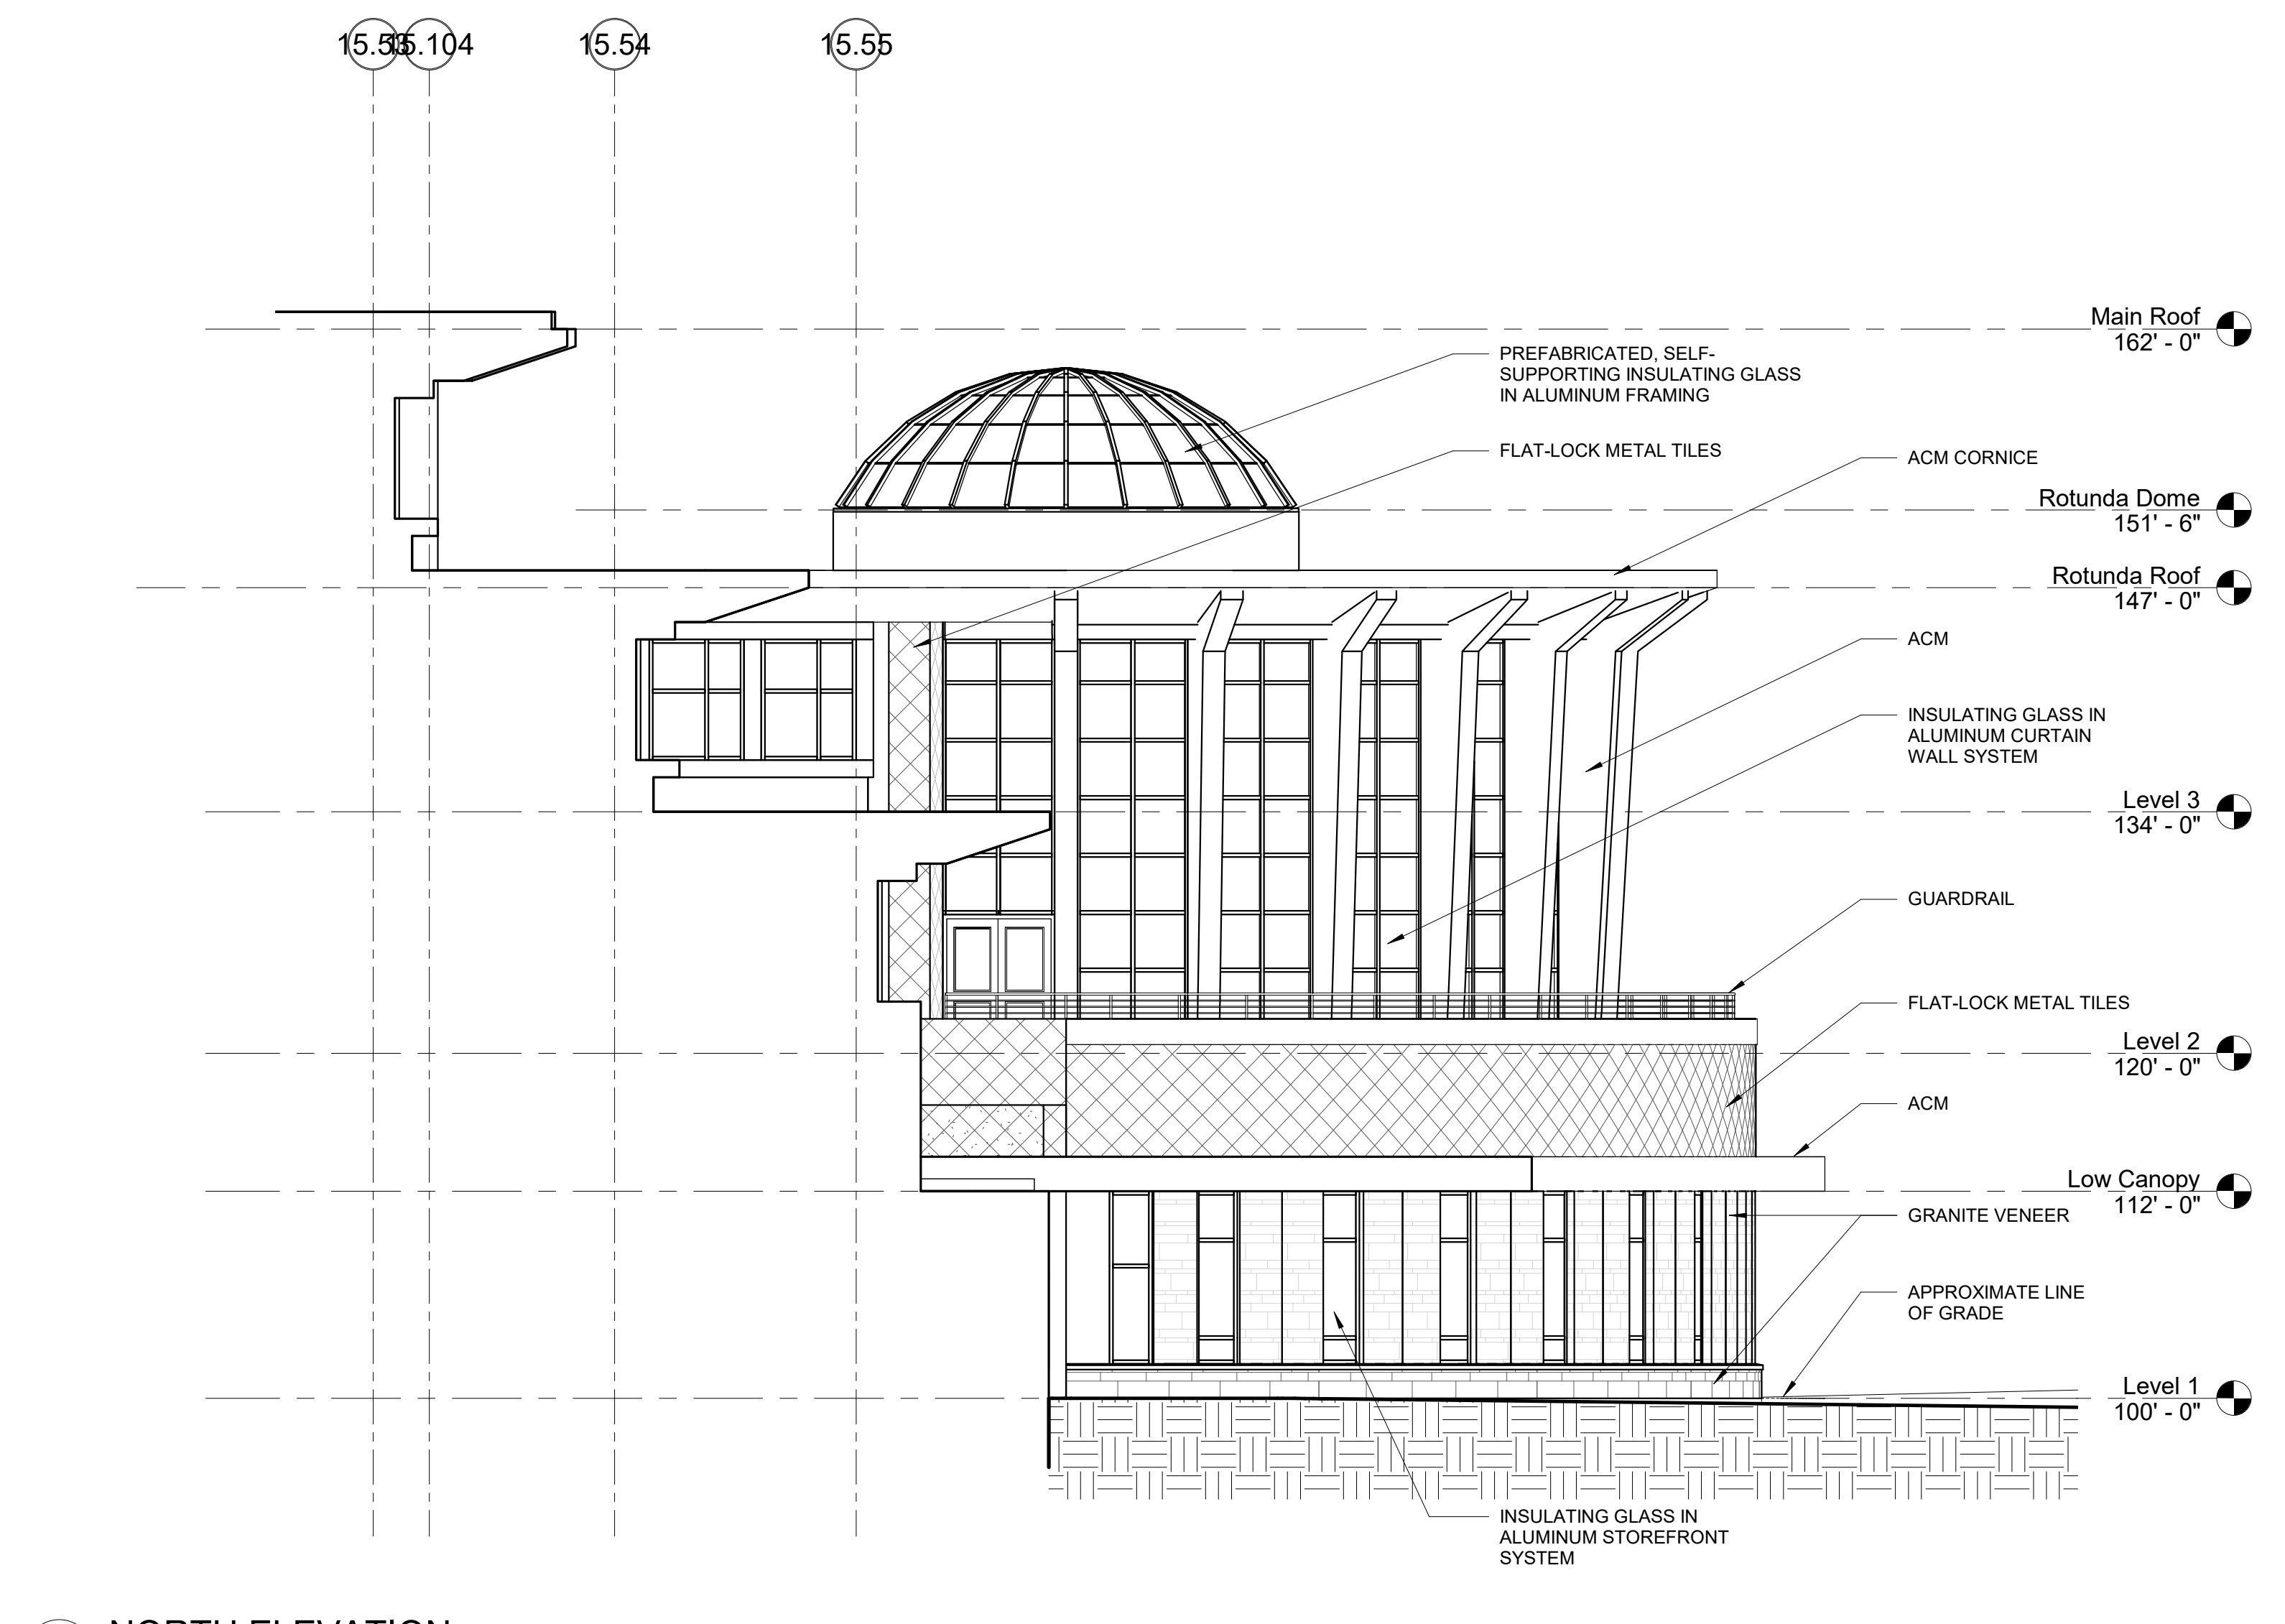 15.53
15.104
15.54
15.55
Main Roof
162' - 0"
PREFABRICATED, SELF-
SUPPORTING INSULATING GLASS
IN ALUMINUM FRAMING
FLAT-LOCK METAL TILES
ACM CORNICE
Rotunda Dome
151' - 6"
Rotunda Roof
147' - 0"
ACM
INSULATING GLASS IN
ALUMINUM CURTAIN
WALL SYSTEM
Level 3
134' - 0"
GUARDRAIL
FLAT-LOCK METAL TILES
Level 2
120' - 0"
ACM
Low Canopy
112' - 0"
GRANITE VENEER
APPROXIMATE LINE
OF GRADE
Level 1
100' - 0"
INSULATING GLASS IN
ALUMINUM STOREFRONT
SYSTEM
NORTH ELEVATION